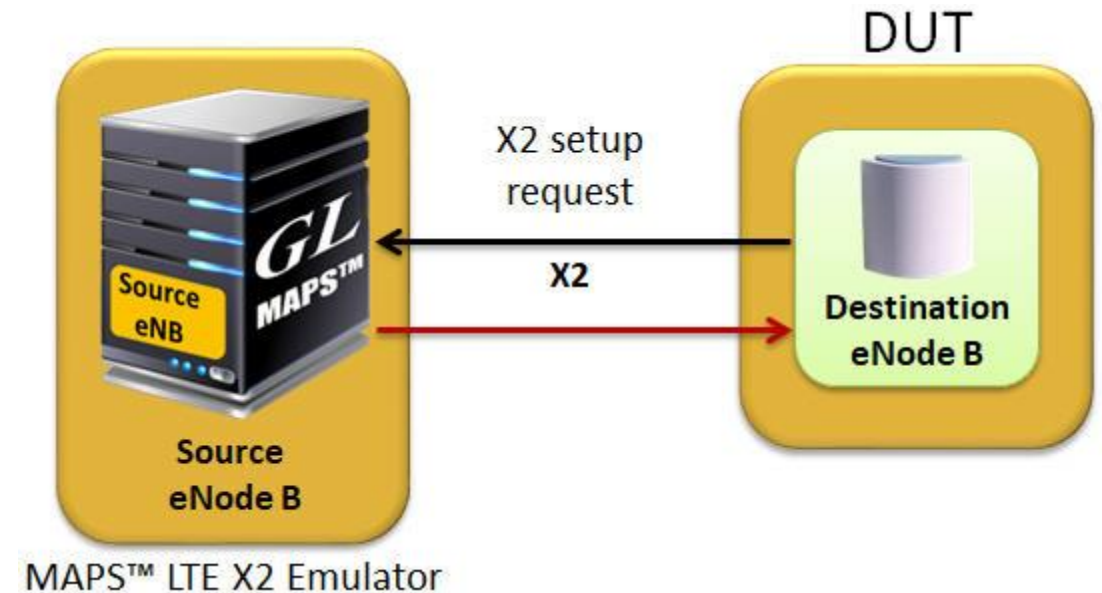 DUT
X2 setup
request
X2
GL
MAPS™
Source
eNB
Source
eNode B
Destination
eNode B
MAPS™ LTE X2 Emulator